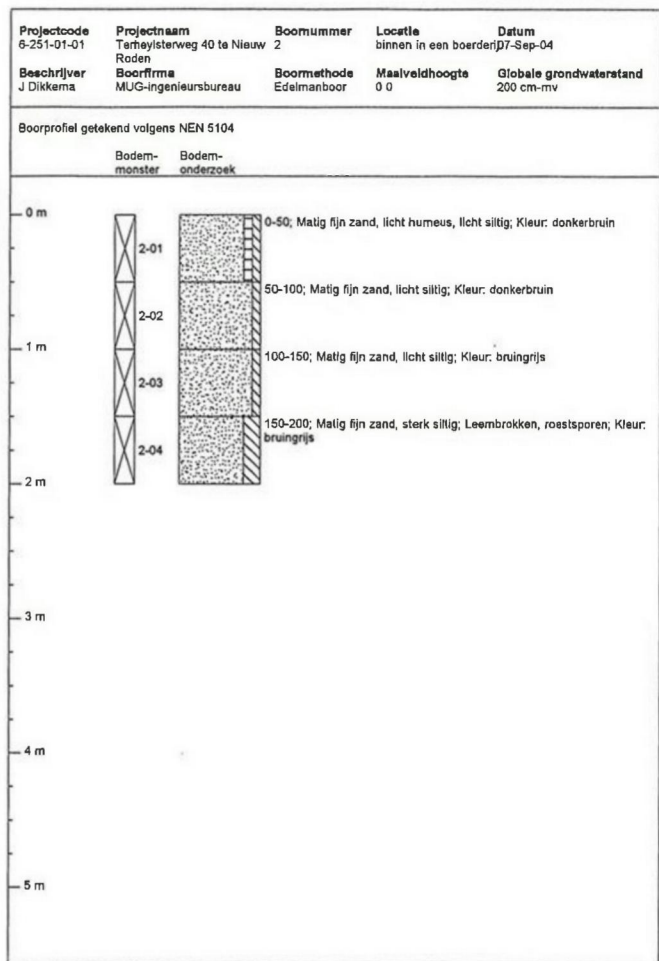 Projectcode Projectnaam Boornummer Locatie Datum
6-251-01-01 Terheylsterweg 40 te Nieuw 2 binnen in een boerderij 07-Sep-04
Roden
Beschrijver Boorfirma Boormethode Maaiveldhoogte Globale grondwaterstand
J Dikkema MUG-ingenieursbureau Edelmanboor 0 0 200 cm-mv
Boorprofiel getekend volgens NEN 5104
Bodem- Bodem-
monster onderzoek
0 m 0-50; Matig fijn zand, licht humeus, licht siltig; Kleur: donkerbruin
2-01
50-100; Matig fijn zand, licht siltig; Kleur: donkerbruin
2-02
1 m 100-150; Matig fijn zand, licht siltig; Kleur: bruingrijs
2-03
150-200; Matig fijn zand, sterk siltig; Leembrokken, roestsporen; Kleur:
bruingrijs
2-04
2 m
3 m
4 m
5 m